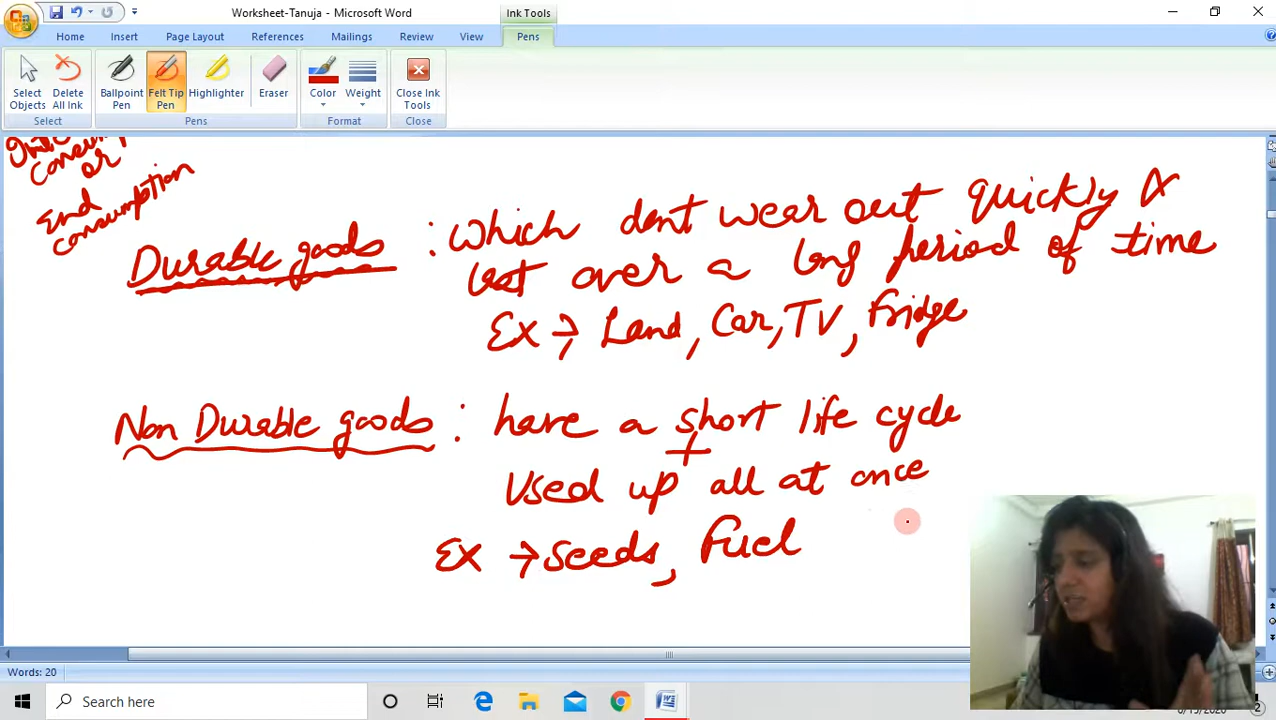 Worksheet-Tanuja - Microsoft Word
Ink Tools
Home Insert Page Layout References Mailings Review View Pens
Select Objects
Delete All Ink
Ballpoint Pen
Felt Tip Pen
Highlighter
Eraser
Color
Weight
Close Ink Tools
Select
Pens
Format
Close
consum
or
End
consumption
Durable goods : Which dont wear out quickly &
last over a long period of time
Ex → Land, Car, TV, Fridge
Non Durable goods : have a short life cycle
+
Used up all at once
Ex → Seeds, Fuel
Words: 20
Search here